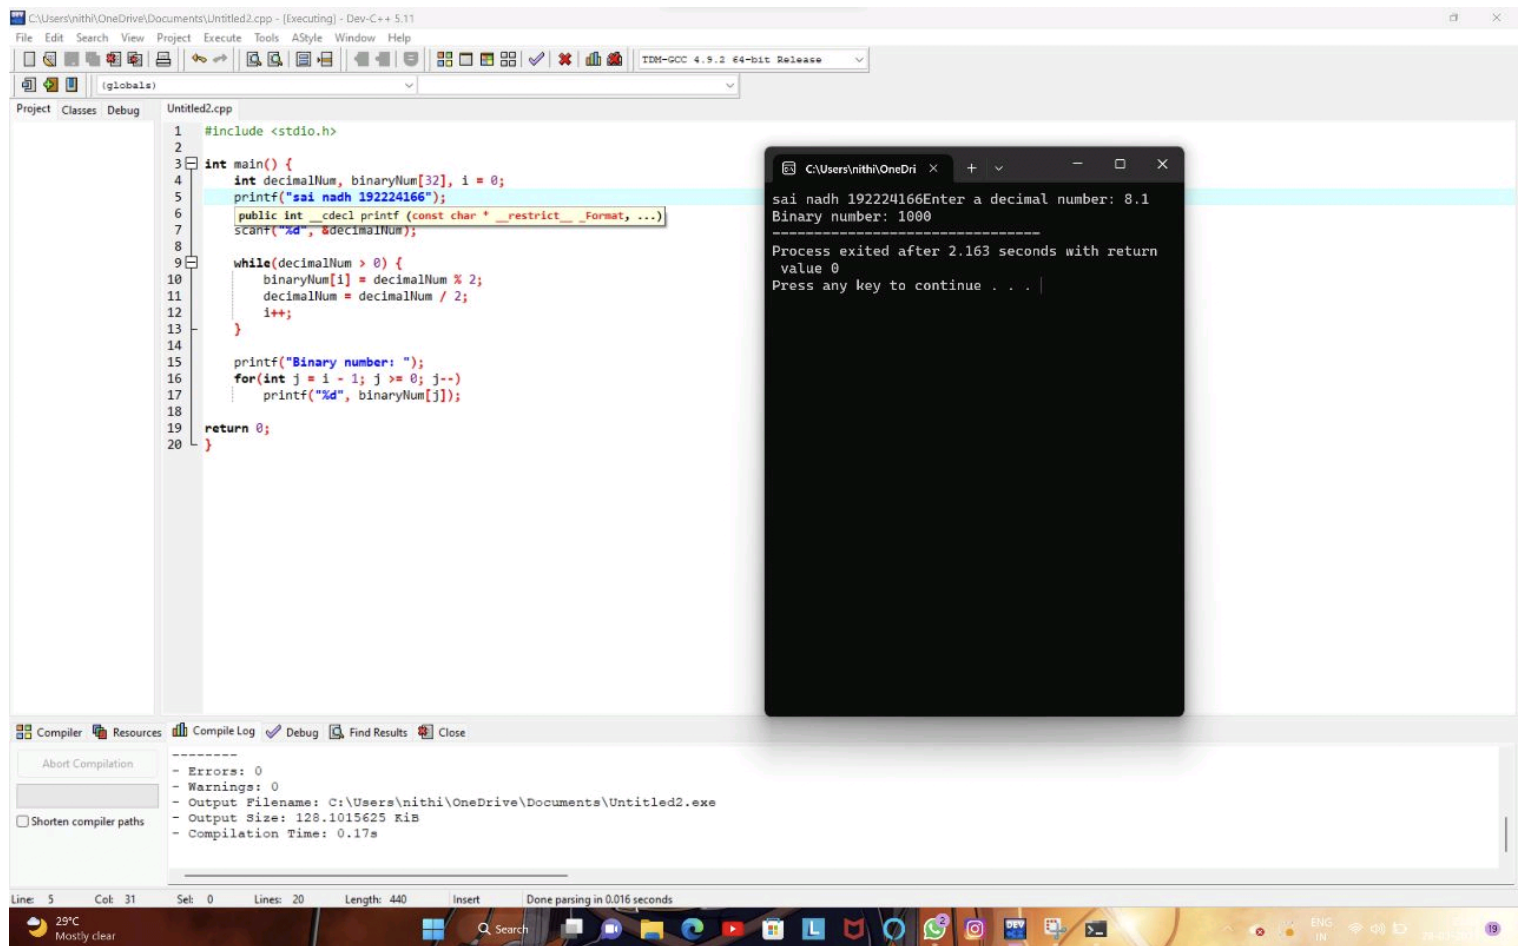 C:\Users\nithi\OneDrive\Documents\Untitled2.cpp - [Executing] - Dev-C++ 5.11
File Edit Search View Project Execute Tools AStyle Window Help
TDM-GCC 4.9.2 64-bit Release
(globals)
Project Classes Debug Untitled2.cpp
1 #include <stdio.h>
2
3 int main() {
4 int decimalNum, binaryNum[32], i = 0;
5 printf("sai nadh 192224166");
6 public int __cdecl printf (const char * __restrict__ _Format, ...)
7 scanf("%d", &decimalNum);
8
9 while(decimalNum > 0) {
10 binaryNum[i] = decimalNum % 2;
11 decimalNum = decimalNum / 2;
12 i++;
13 }
14
15 printf("Binary number: ");
16 for(int j = i - 1; j >= 0; j--)
17 printf("%d", binaryNum[j]);
18
19 return 0;
20 }
C:\Users\nithi\OneDri
sai nadh 192224166Enter a decimal number: 8.1
Binary number: 1000
--------------------------------
Process exited after 2.163 seconds with return
value 0
Press any key to continue . . .
Compiler Resources Compile Log Debug Find Results Close
Abort Compilation
Shorten compiler paths
--------
- Errors: 0
- Warnings: 0
- Output Filename: C:\Users\nithi\OneDrive\Documents\Untitled2.exe
- Output Size: 128.1015625 KiB
- Compilation Time: 0.17s
Line: 5 Col: 31 Sel: 0 Lines: 20 Length: 440 Insert Done parsing in 0.016 seconds
29°C
Mostly clear
Search
2
DEV
ENG
IN
19